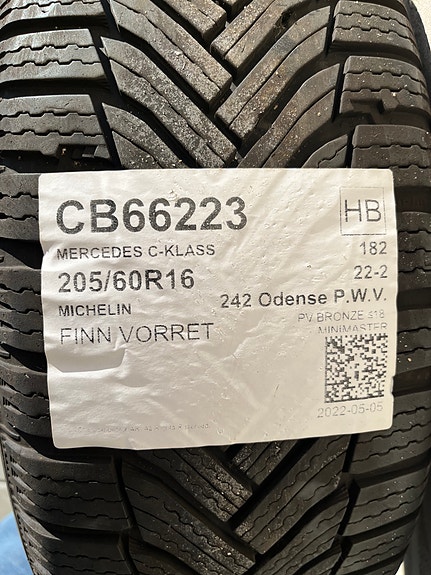 CB66223
HB
MERCEDES C-KLASS
182
205/60R16
22-2
MICHELIN
242 Odense P.W.V.
FINN VORRET
PV BRONZE s18
MINIMASTER
2022-05-05